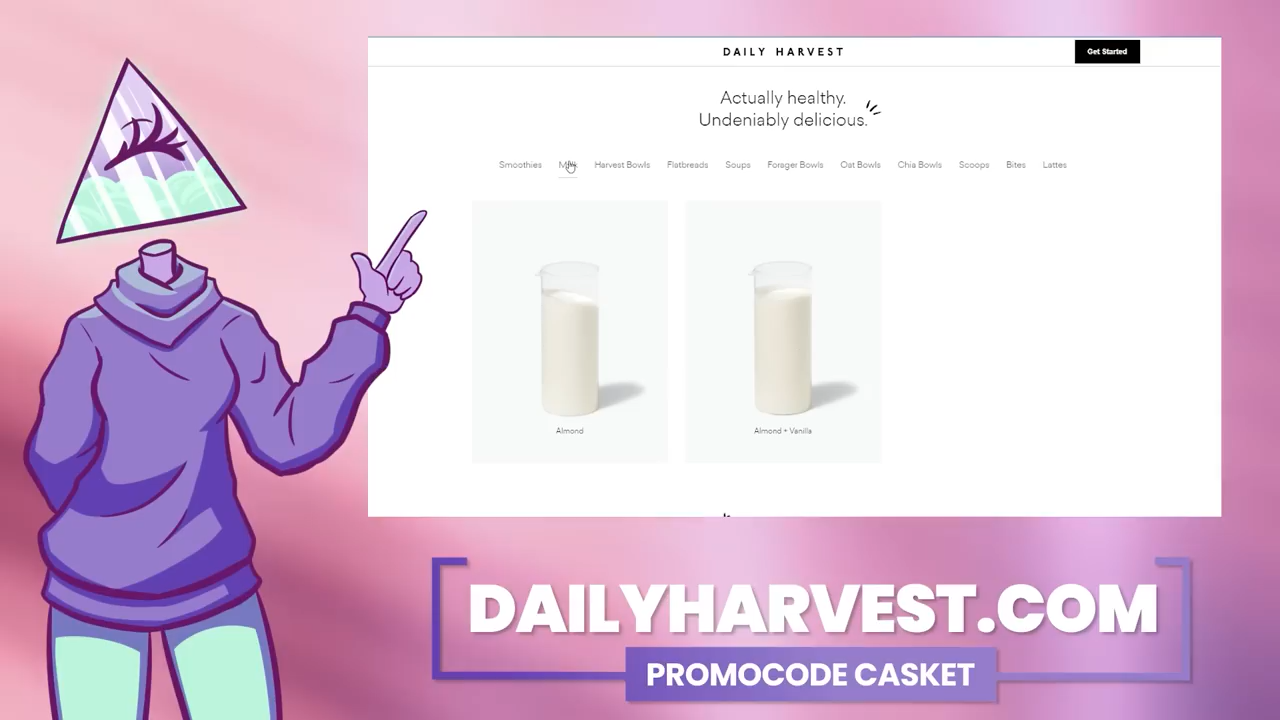 DAILY HARVEST
Get Started
Actually healthy.
Undeniably delicious.
Smoothies Harvest Bowls Flatbreads Soups Forager Bowls Oat Bowls Chia Bowls Scoops Bites Lattes
Almond
Almond + Vanilla
DAILYHARVEST.COM
PROMOCODE CASKET